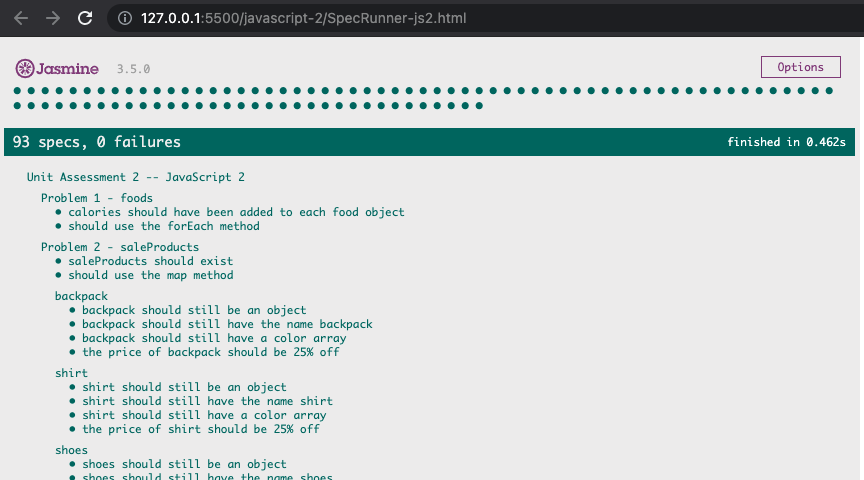 127.0.0.1:5500/javascript-2/SpecRunner-js2.html
Jasmine 3.5.0 Options
93 specs, 0 failures finished in 0.462s
Unit Assessment 2 -- JavaScript 2
Problem 1 - foods
• calories should have been added to each food object
• should use the forEach method
Problem 2 - saleProducts
• saleProducts should exist
• should use the map method
backpack
• backpack should still be an object
• backpack should still have the name backpack
• backpack should still have a color array
• the price of backpack should be 25% off
shirt
• shirt should still be an object
• shirt should still have the name shirt
• shirt should still have a color array
• the price of shirt should be 25% off
shoes
• shoes should still be an object
• shoes should still have the name shoes